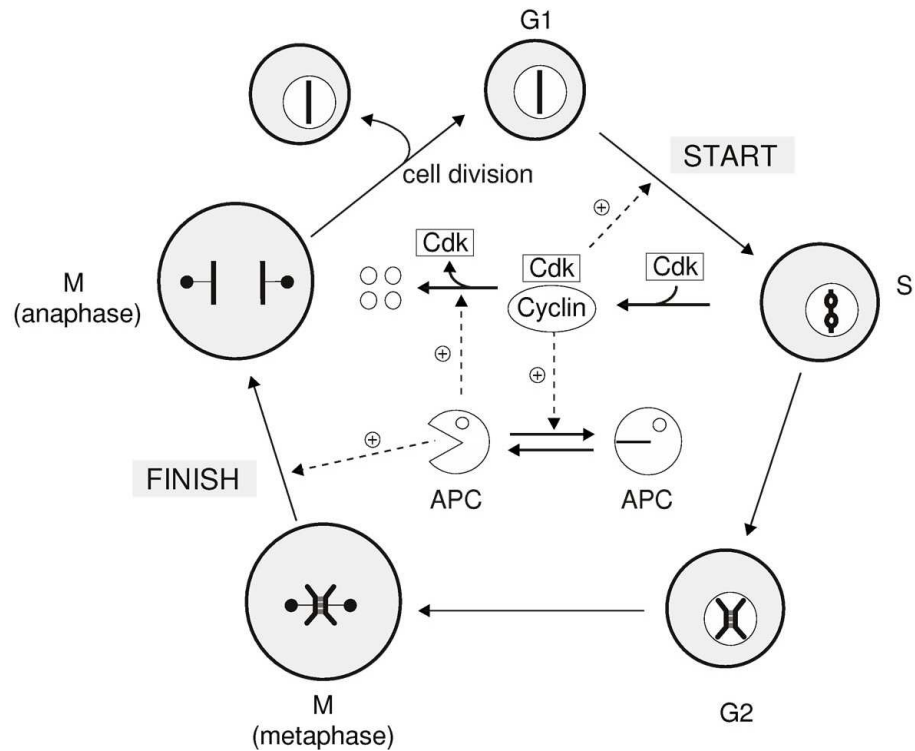 G1
START
cell division
Cdk
Cdk
Cdk
Cyclin
M
(anaphase)
S
FINISH
APC
APC
M
(metaphase)
G2